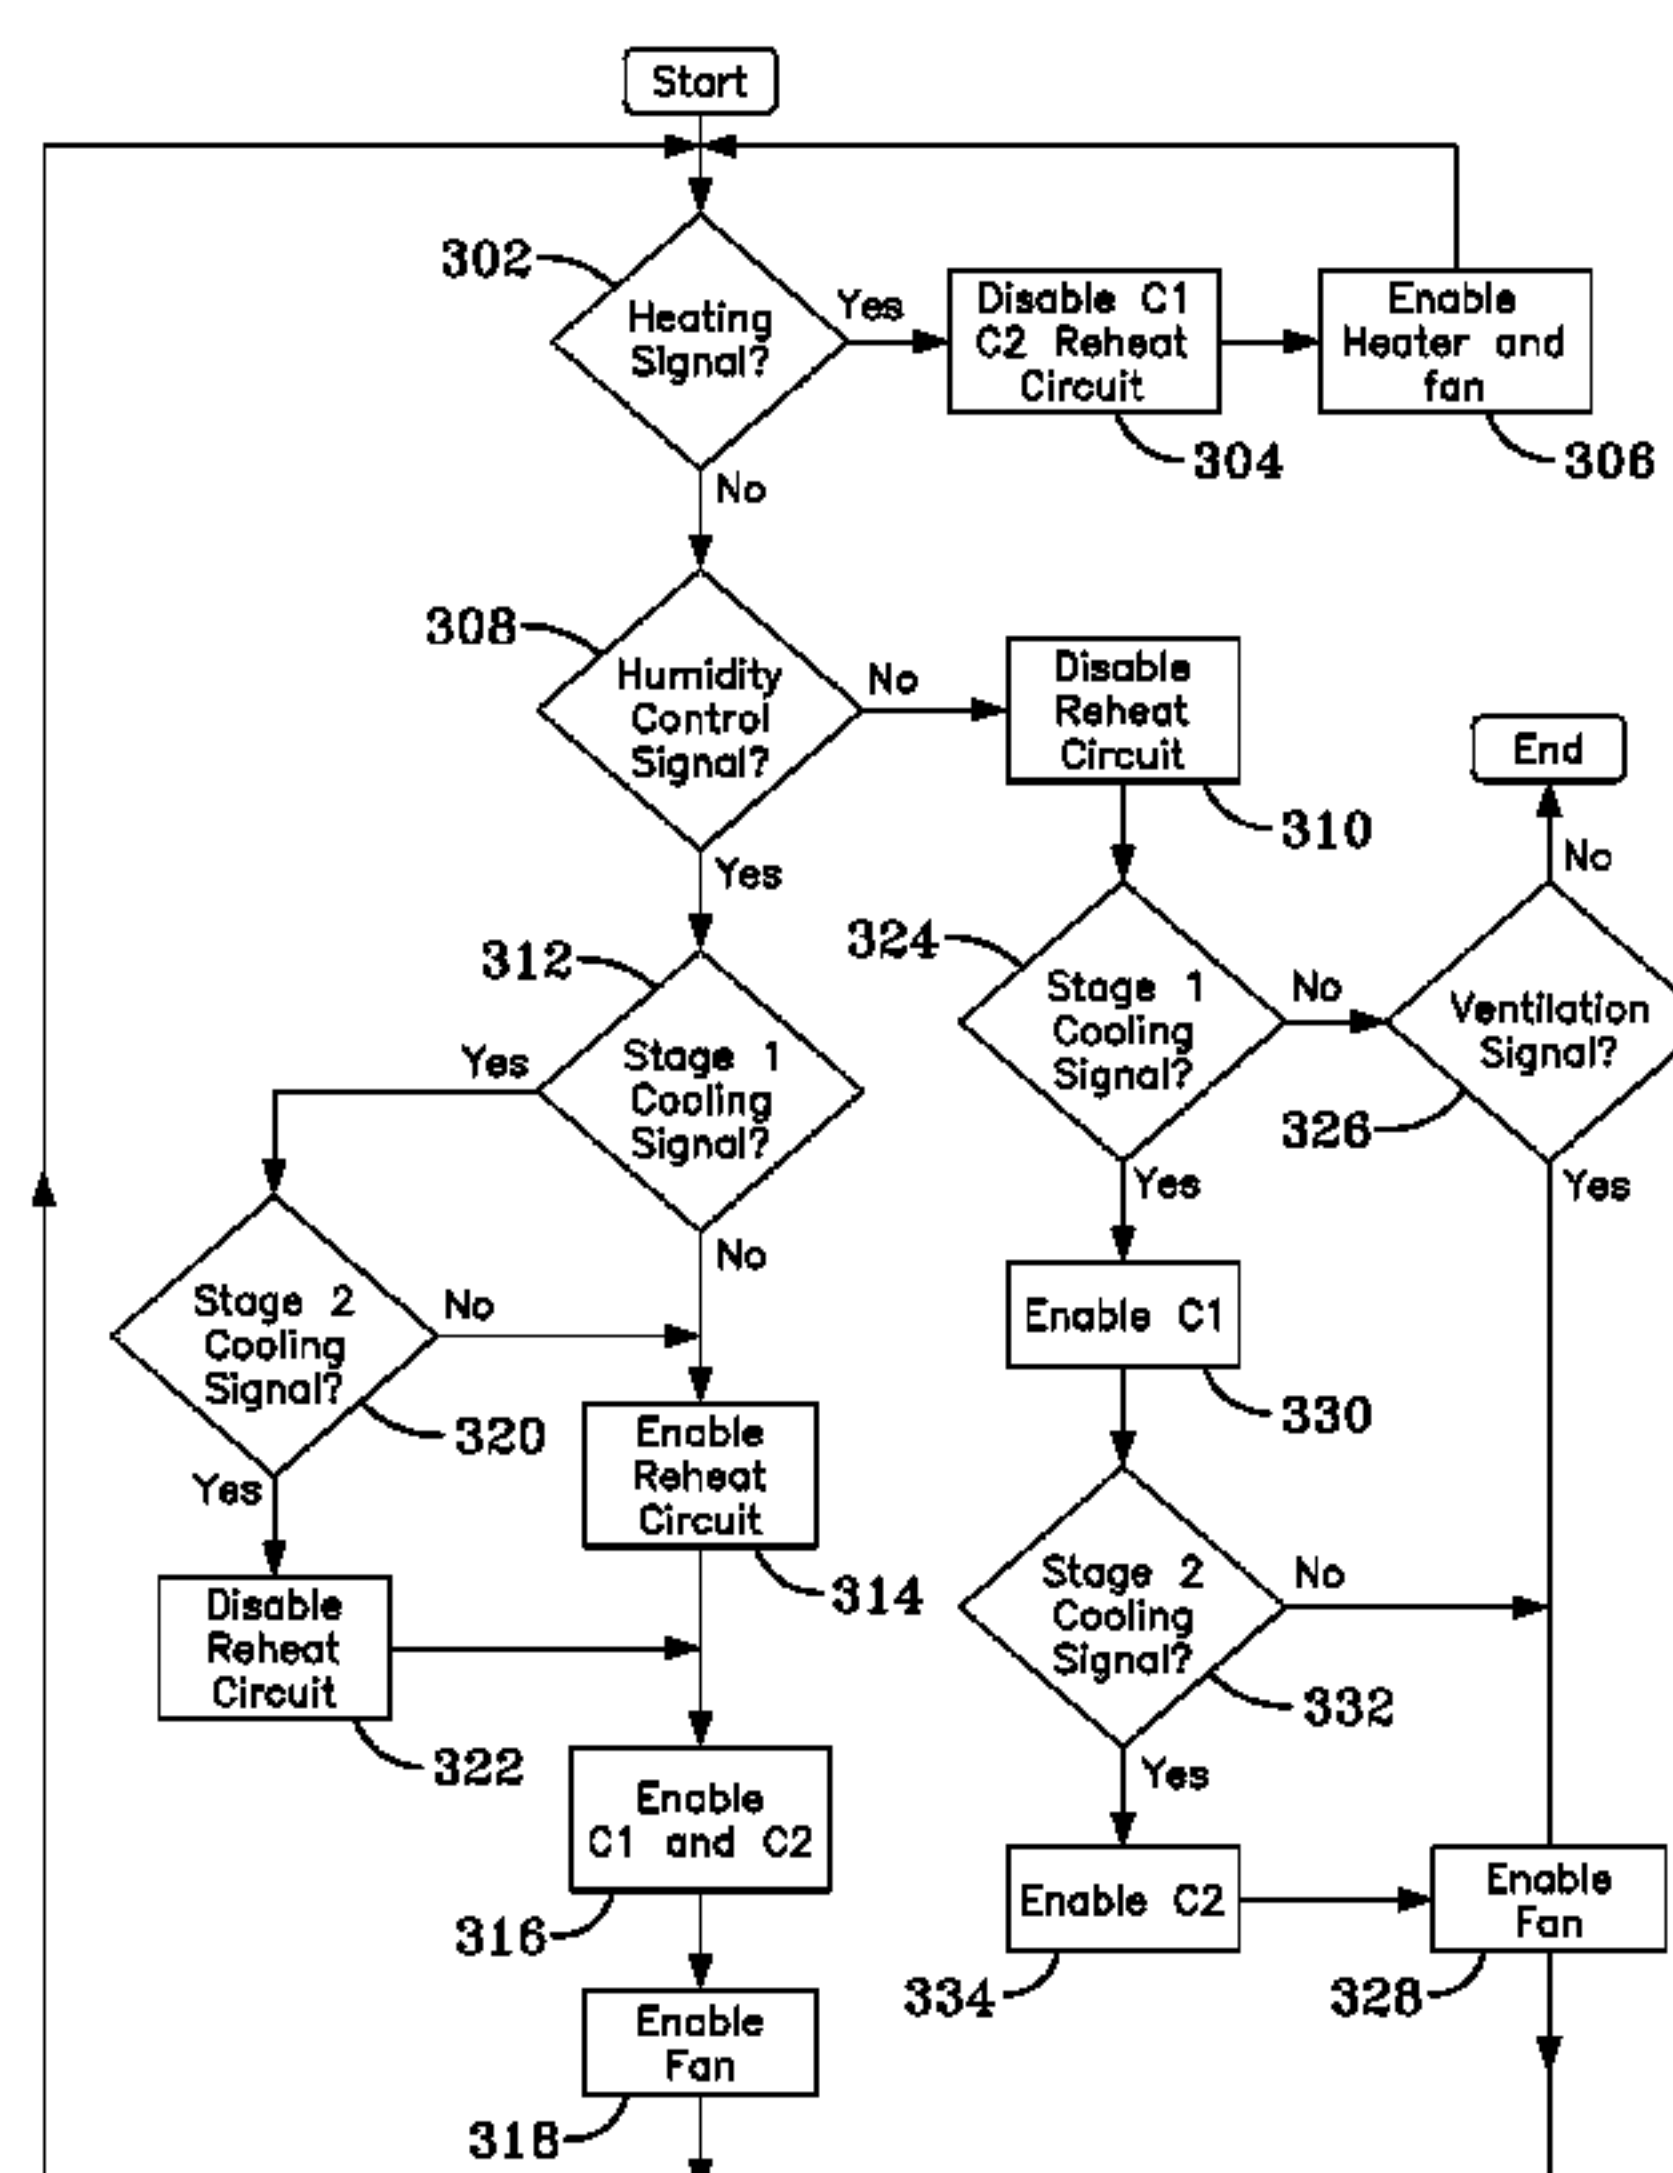 Start
302
Heating
Signal?
Yes
Disable C1
C2 Reheat
Circuit
304
Enable
Heater and
fan
306
No
308
Humidity
Control
Signal?
No
Disable
Reheat
Circuit
310
End
No
Yes
312
Stage 1
Cooling
Signal?
Yes
No
324
Stage 1
Cooling
Signal?
No
Ventilation
Signal?
326
Yes
Yes
Stage 2
Cooling
Signal?
No
320
Yes
Enable C1
330
Enable
Reheat
Circuit
314
Disable
Reheat
Circuit
322
Stage 2
Cooling
Signal?
No
332
Yes
Enable
C1 and C2
316
Enable C2
334
Enable
Fan
328
Enable
Fan
318